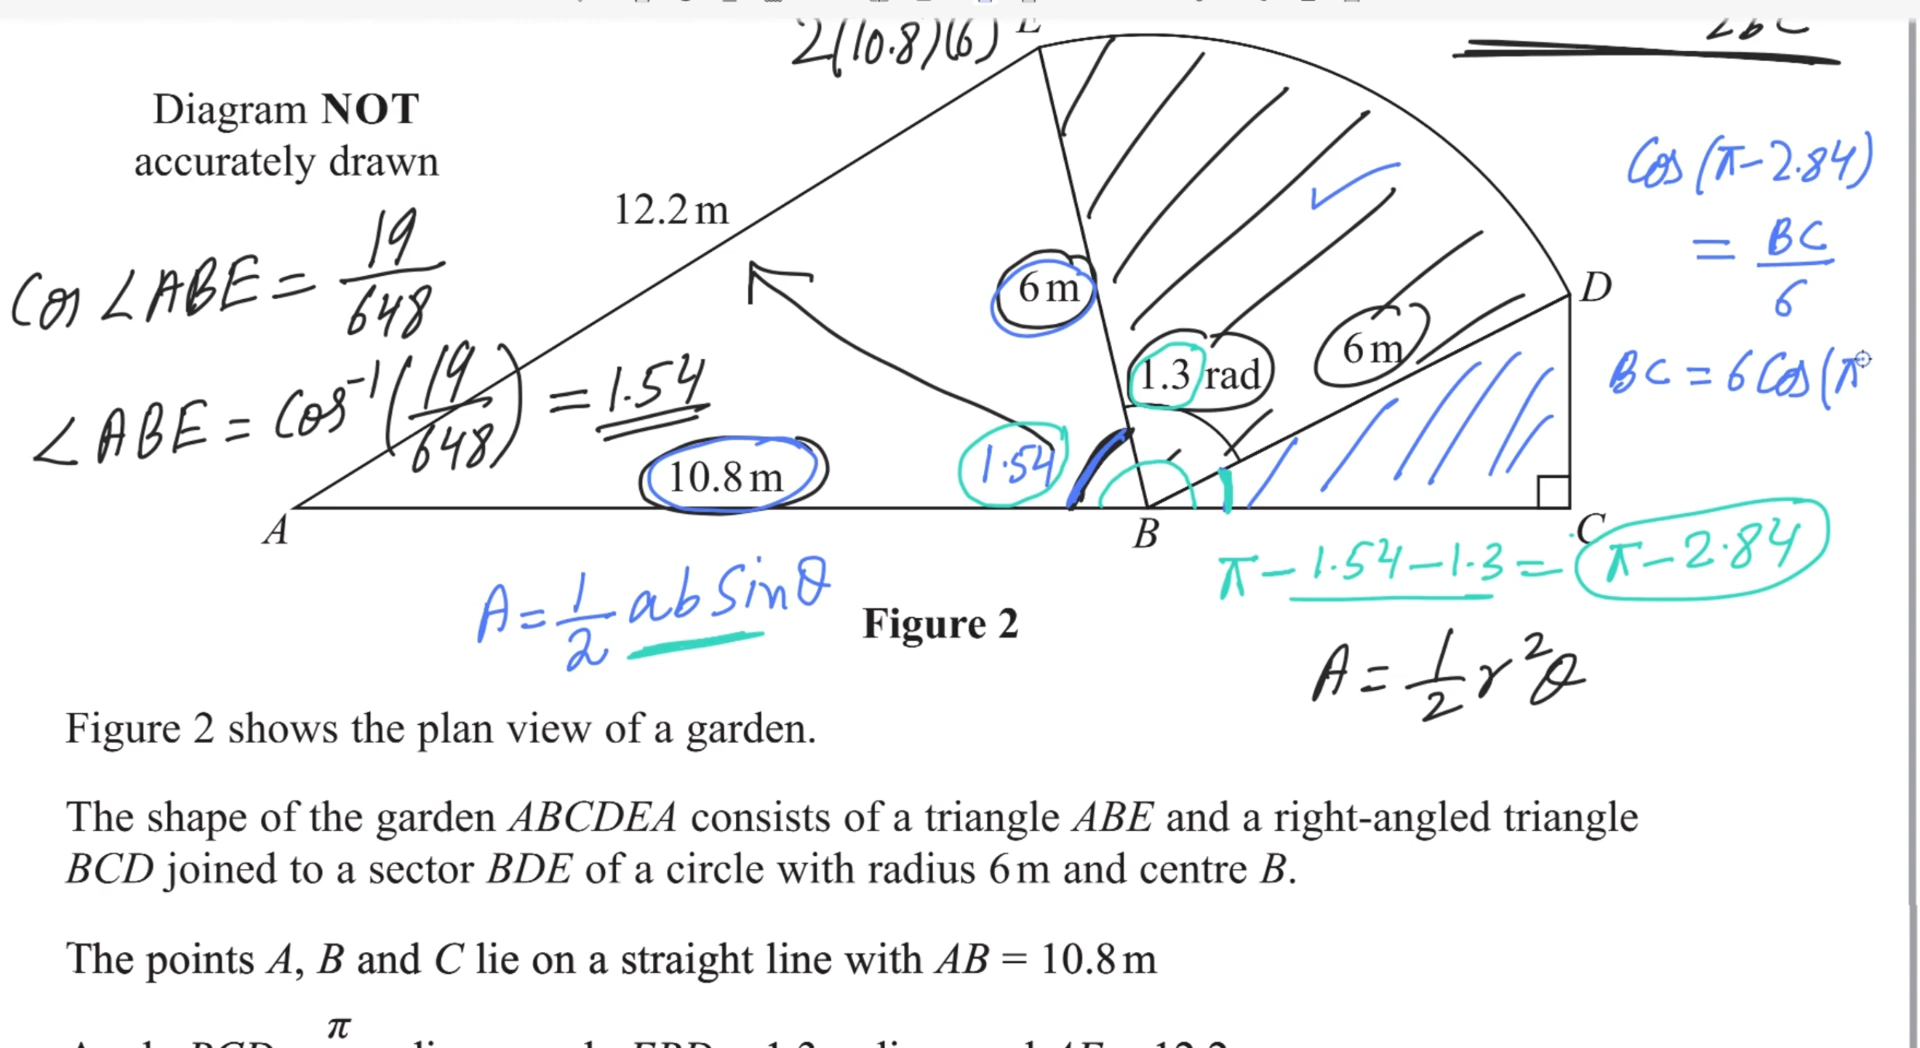 2(10.8)(6)
E
2bc
Diagram NOT
accurately drawn
12.2 m
cos ∠ABE = 19/648
∠ABE = cos⁻¹(19/648) = 1.54
6 m
1.3 rad
6 m
D
10.8 m
1.54
A
B
C
Cos (π-2.84)
= BC/6
BC = 6 Cos (π
π-1.54-1.3 = π-2.84
A = 1/2 ab Sinθ
Figure 2
A = 1/2 r²θ
Figure 2 shows the plan view of a garden.
The shape of the garden ABCDEA consists of a triangle ABE and a right-angled triangle
BCD joined to a sector BDE of a circle with radius 6 m and centre B.
The points A, B and C lie on a straight line with AB = 10.8 m
π